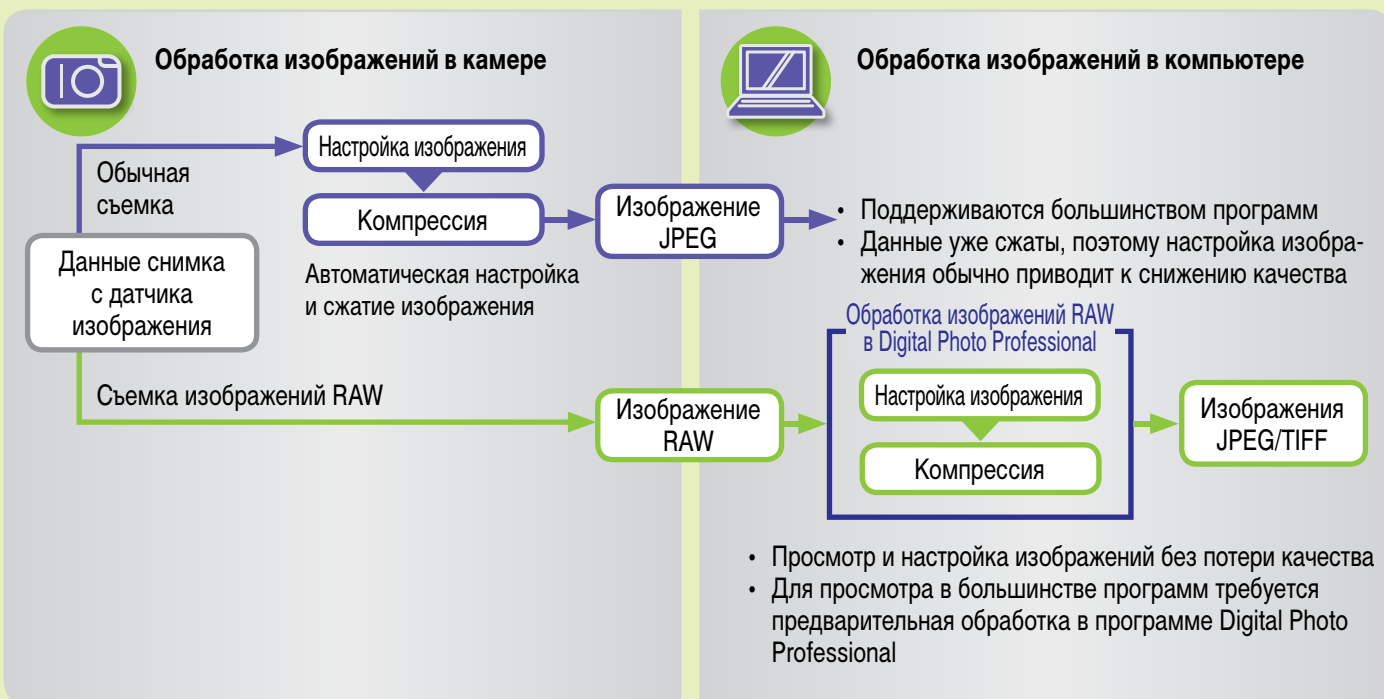 Обработка изображений в камере
Обычная
съемка
Настройка изображения
Компрессия
Автоматическая настройка
и сжатие изображения
Данные снимка
с датчика
изображения
Съемка изображений RAW
Изображение
JPEG
Изображение
RAW
Обработка изображений в компьютере
• Поддерживаются большинством программ
• Данные уже сжаты, поэтому настройка изобра-
жения обычно приводит к снижению качества
Обработка изображений RAW
в Digital Photo Professional
Настройка изображения
Компрессия
Изображения
JPEG/TIFF
• Просмотр и настройка изображений без потери качества
• Для просмотра в большинстве программ требуется
предварительная обработка в программе Digital Photo
Professional